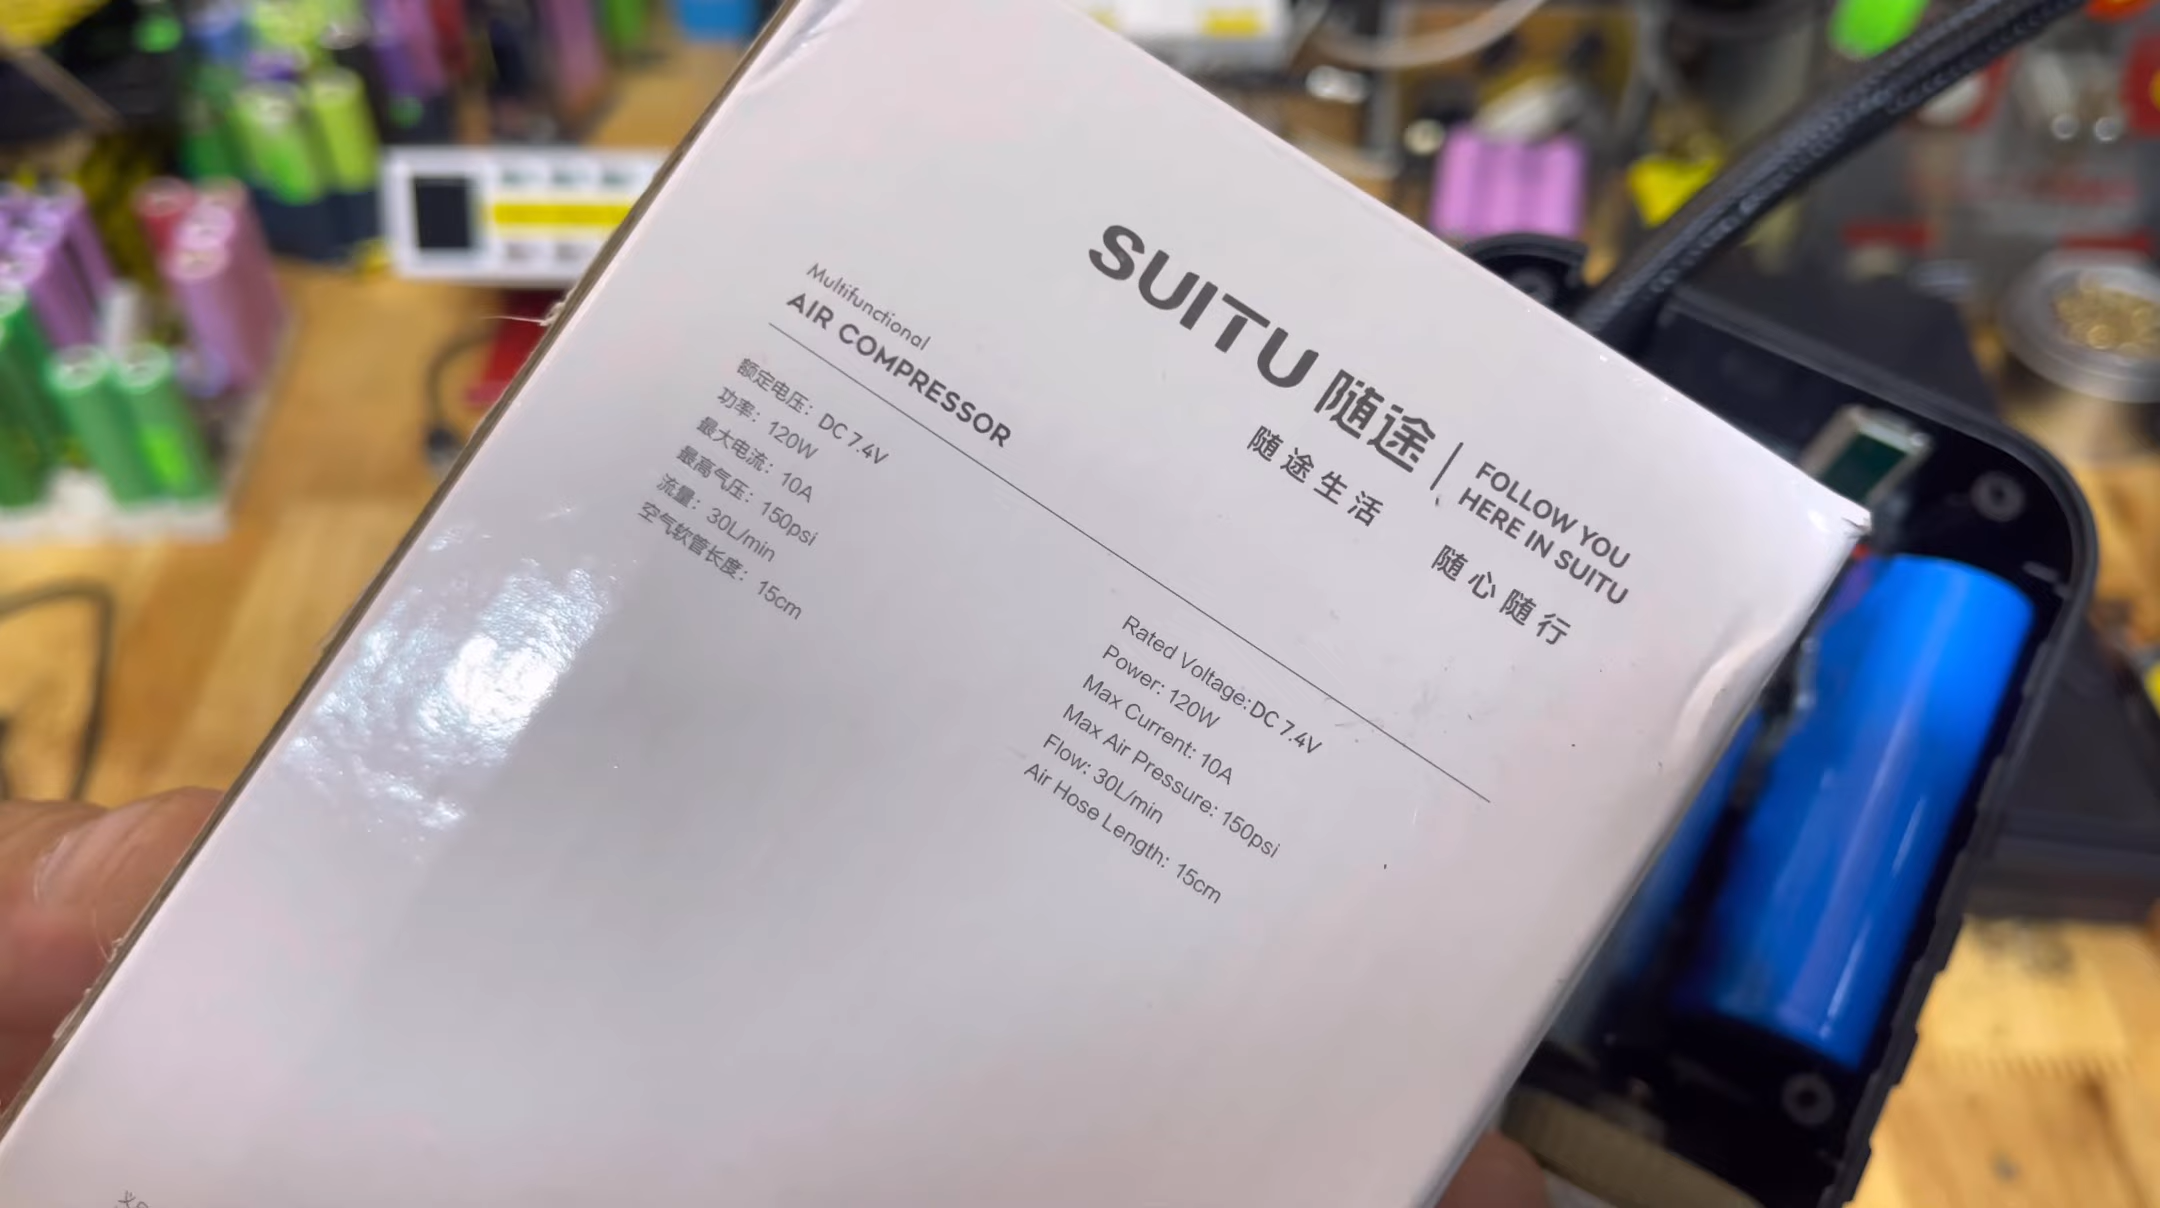 SUITU 随途
FOLLOW YOU
HERE IN SUITU
随途生活 随心随行
Multifunctional
AIR COMPRESSOR
额定电压：DC 7.4V
功率：120W
最大电流：10A
最高气压：150psi
流量：30L/min
空气软管长度：15cm
Rated Voltage:DC 7.4V
Power: 120W
Max Current: 10A
Max Air Pressure: 150psi
Flow: 30L/min
Air Hose Length: 15cm